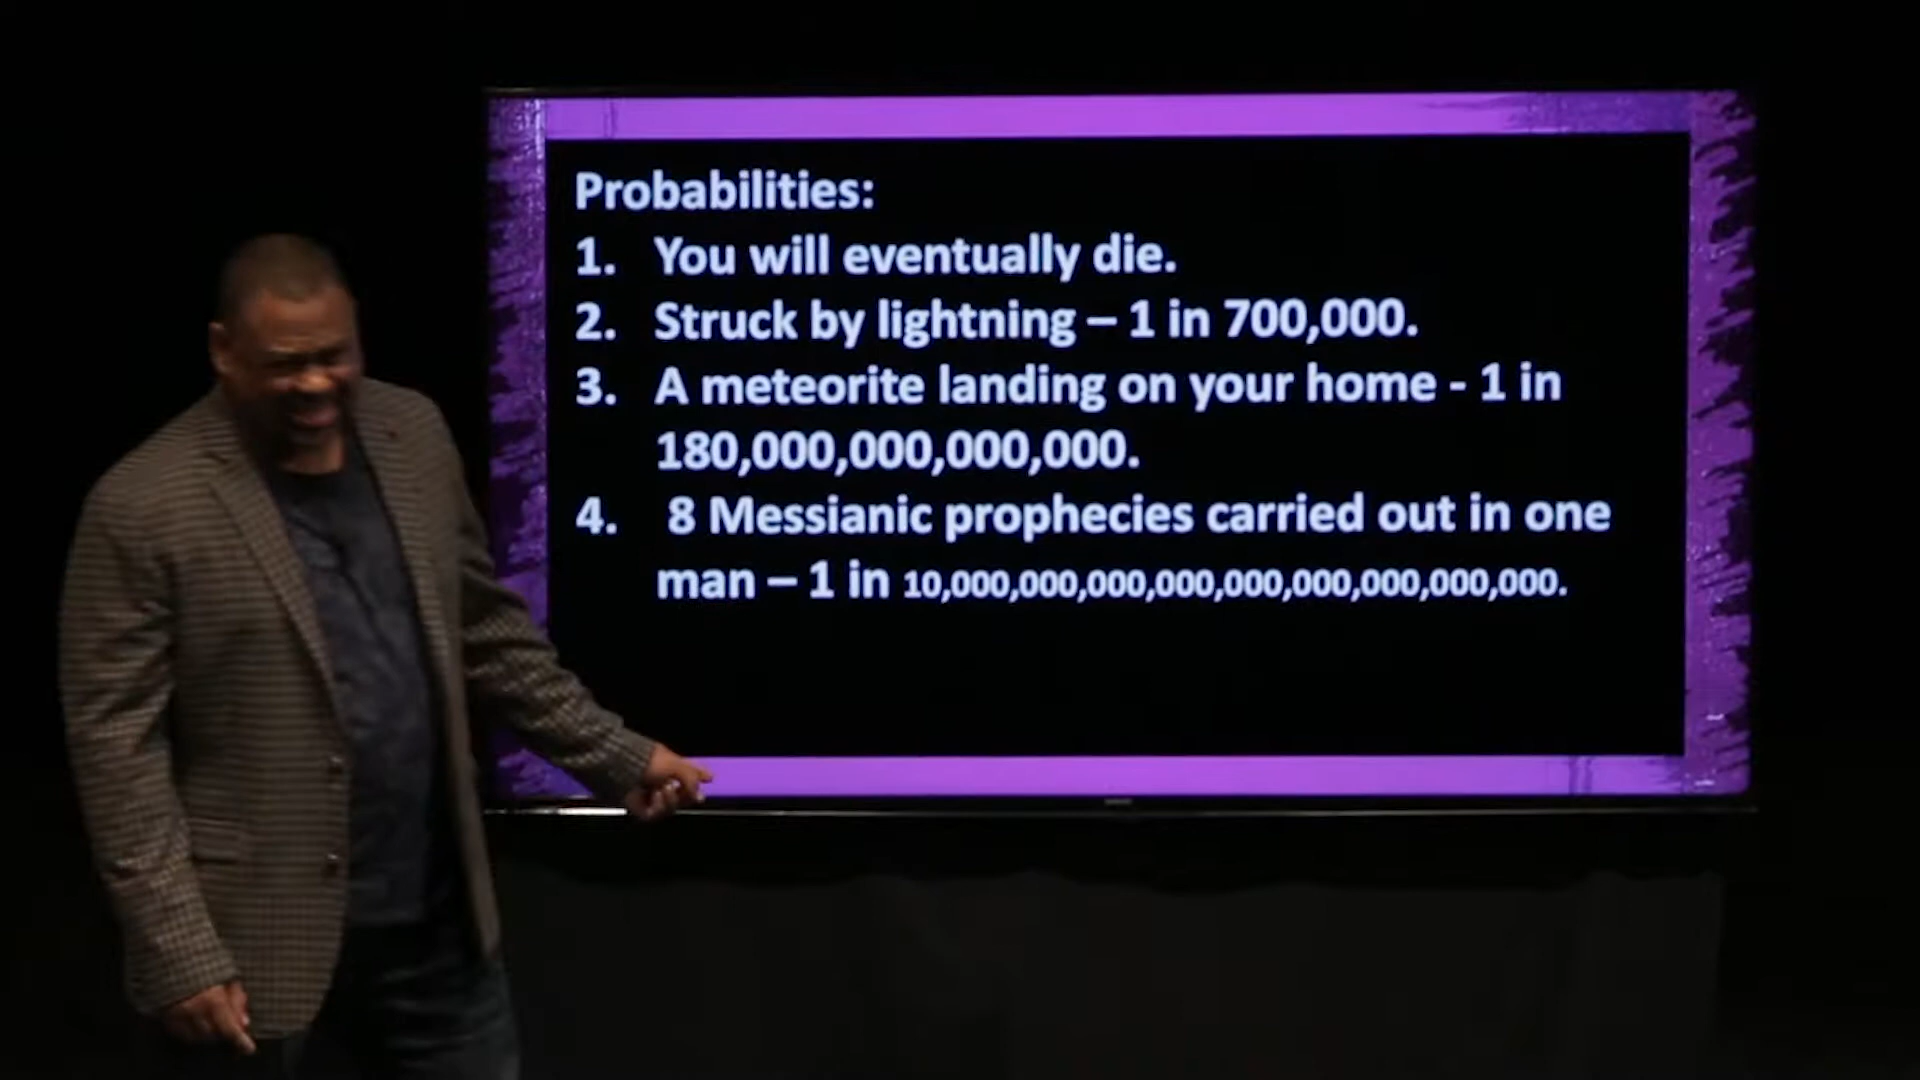 Probabilities:
1. You will eventually die.
2. Struck by lightning – 1 in 700,000.
3. A meteorite landing on your home - 1 in
180,000,000,000,000.
4. 8 Messianic prophecies carried out in one
man – 1 in 10,000,000,000,000,000,000,000,000,000.